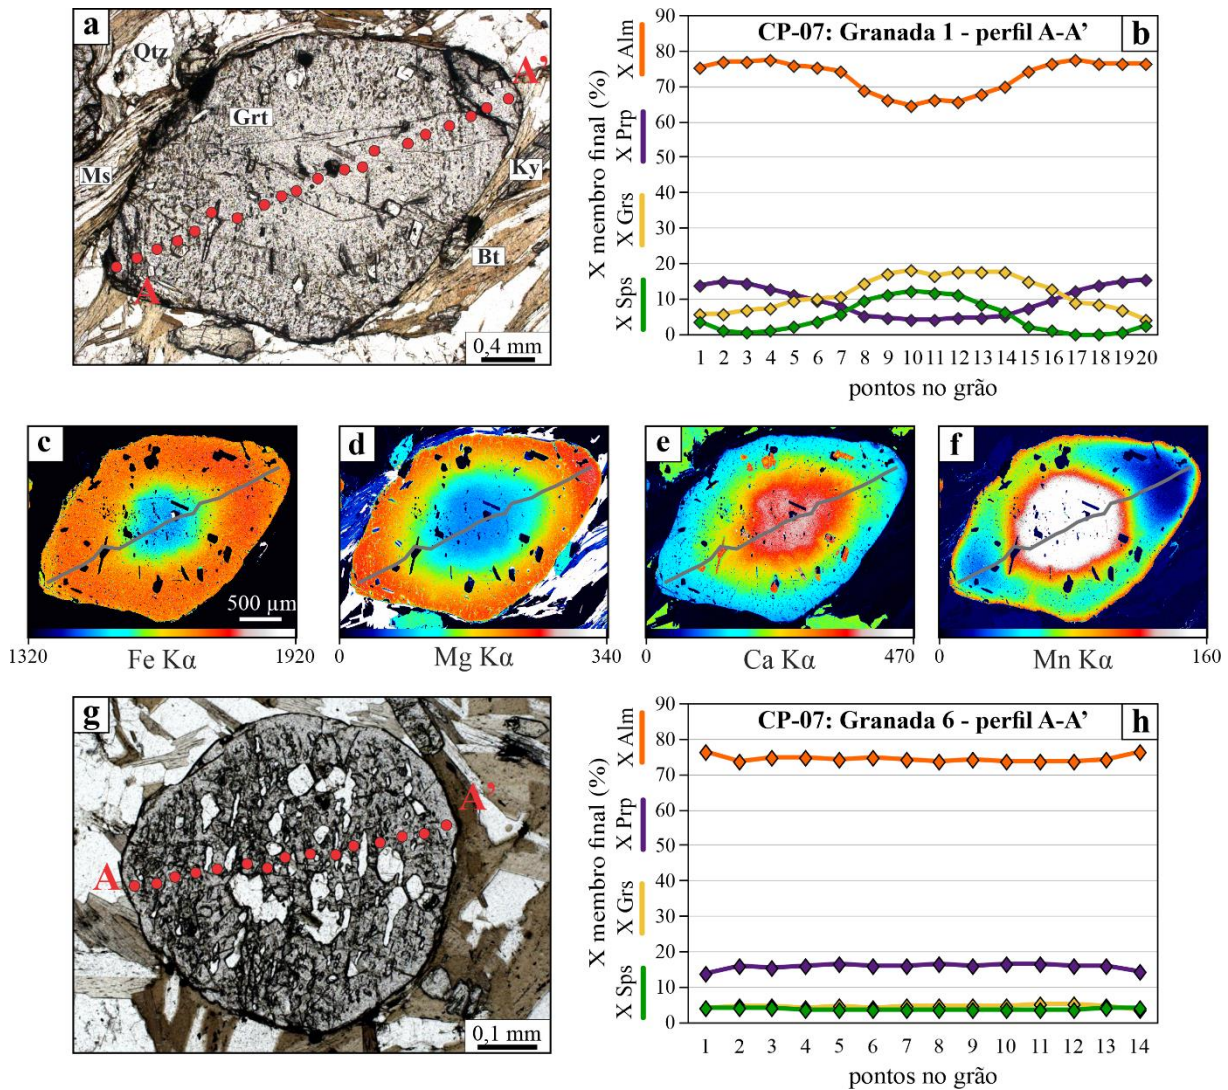 a
Qtz
Grt
Ms
Ky
Bt
A
A'
0,4 mm
CP-07: Granada 1 - perfil A-A'
b
X membro final (%)
X Alm
X Prp
X Grs
X Sps
90
80
70
60
50
40
30
20
10
0
1 2 3 4 5 6 7 8 9 10 11 12 13 14 15 16 17 18 19 20
pontos no grão
c
500 µm
1320 1920
Fe Kα
d
0 340
Mg Kα
e
0 470
Ca Kα
f
0 160
Mn Kα
g
A
A'
0,1 mm
CP-07: Granada 6 - perfil A-A'
h
X membro final (%)
X Alm
X Prp
X Grs
X Sps
90
80
70
60
50
40
30
20
10
0
1 2 3 4 5 6 7 8 9 10 11 12 13 14
pontos no grão